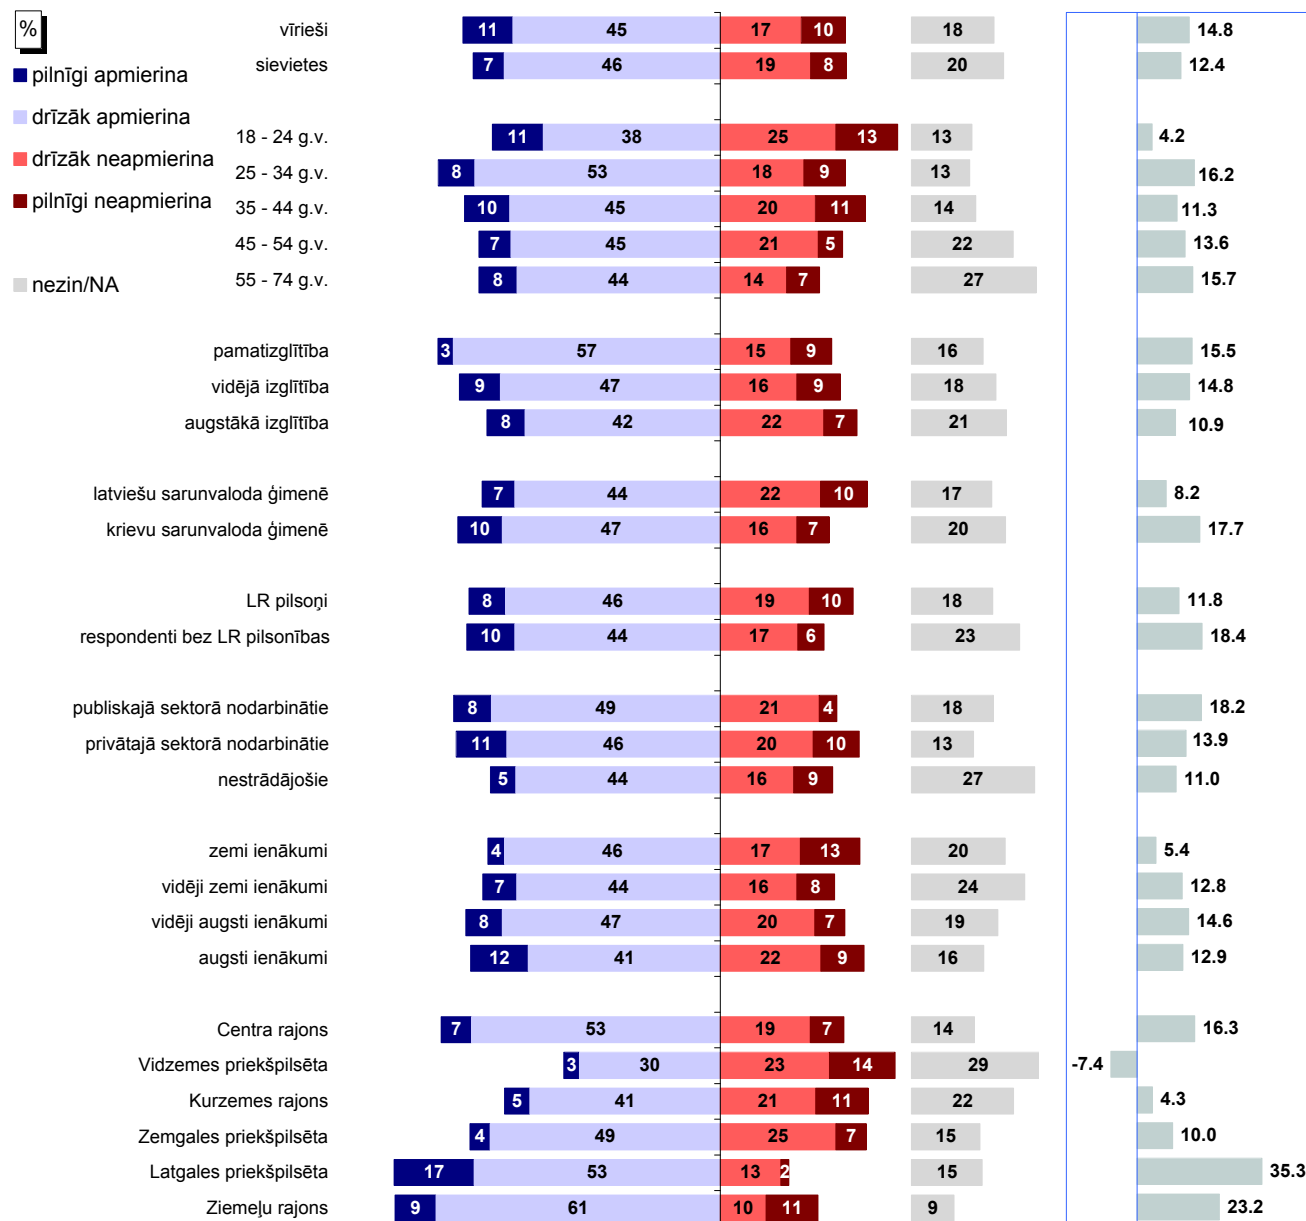 %
pilnīgi apmierina
drīzāk apmierina
drīzāk neapmierina
pilnīgi neapmierina
nezin/NA
vīrieši 11 45 17 10 18 14.8
sievietes 7 46 19 8 20 12.4
18 - 24 g.v. 11 38 25 13 13 4.2
25 - 34 g.v. 8 53 18 9 13 16.2
35 - 44 g.v. 10 45 20 11 14 11.3
45 - 54 g.v. 7 45 21 5 22 13.6
55 - 74 g.v. 8 44 14 7 27 15.7
pamatizglītība 3 57 15 9 16 15.5
vidējā izglītība 9 47 16 9 18 14.8
augstākā izglītība 8 42 22 7 21 10.9
latviešu sarunvaloda ģimenē 7 44 22 10 17 8.2
krievu sarunvaloda ģimenē 10 47 16 7 20 17.7
LR pilsoņi 8 46 19 10 18 11.8
respondenti bez LR pilsonības 10 44 17 6 23 18.4
publiskajā sektorā nodarbinātie 8 49 21 4 18 18.2
privātajā sektorā nodarbinātie 11 46 20 10 13 13.9
nestrādājošie 5 44 16 9 27 11.0
zemi ienākumi 4 46 17 13 20 5.4
vidēji zemi ienākumi 7 44 16 8 24 12.8
vidēji augsti ienākumi 8 47 20 7 19 14.6
augsti ienākumi 12 41 22 9 16 12.9
Centra rajons 7 53 19 7 14 16.3
Vidzemes priekšpilsēta 3 30 23 14 29 -7.4
Kurzemes rajons 5 41 21 11 22 4.3
Zemgales priekšpilsēta 4 49 25 7 15 10.0
Latgales priekšpilsēta 17 53 13 2 15 35.3
Ziemeļu rajons 9 61 10 11 9 23.2